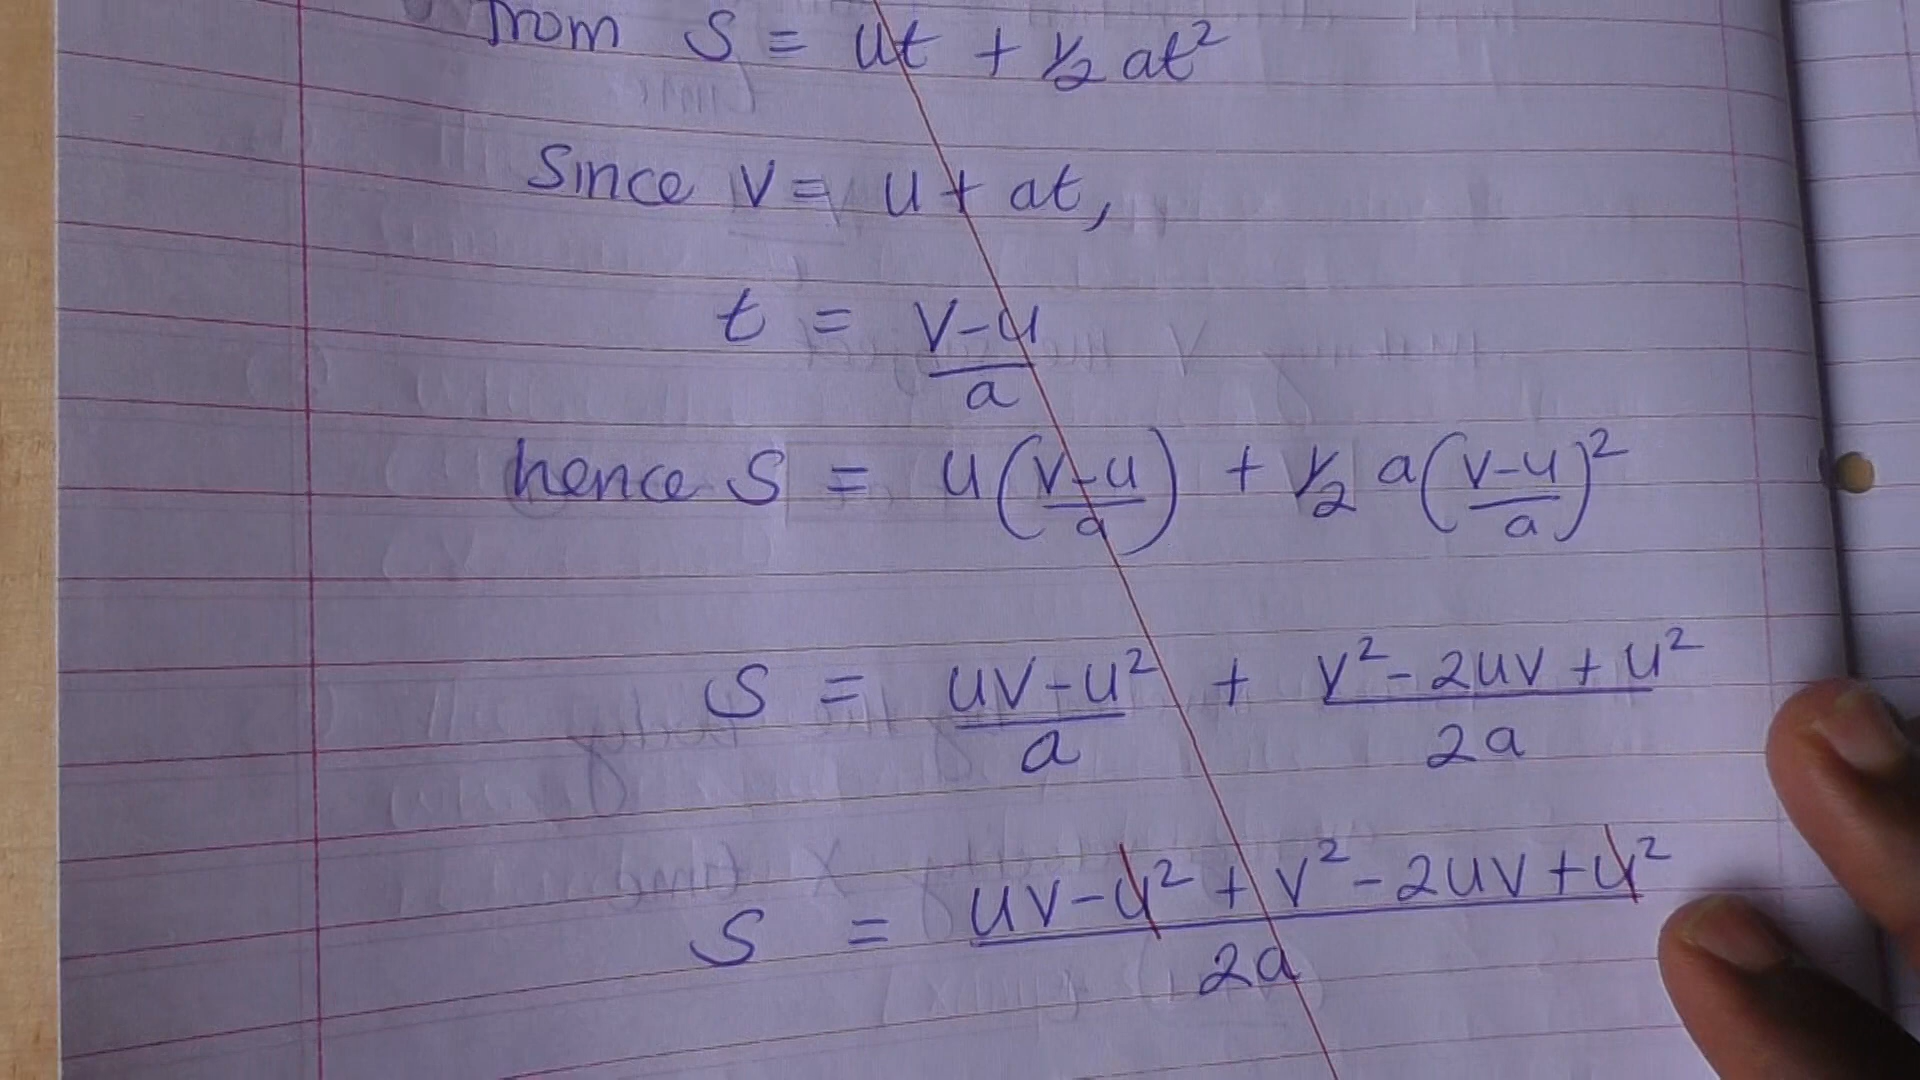 from S = ut + ½ at²
Since v = u + at,
t = v-u/a
hence S = u(v-u/a) + ½ a(v-u/a)²
S = uv-u²/a + v²-2uv+u²/2a
S = uv-u²+v²-2uv+u²/2a